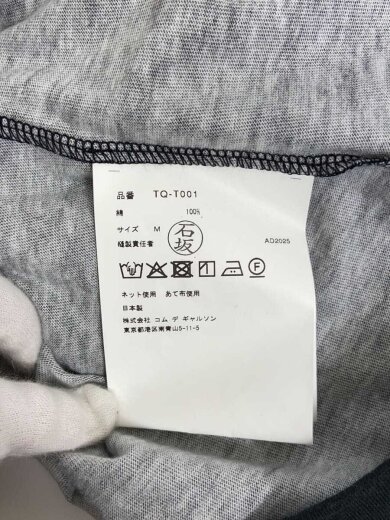 品番 TQ-T001
綿 100%
サイズ M
縫製責任者 石坂
AD2025
ネット使用 あて布使用
日本製
株式会社 コム デ ギャルソン
東京都港区南青山5-11-5